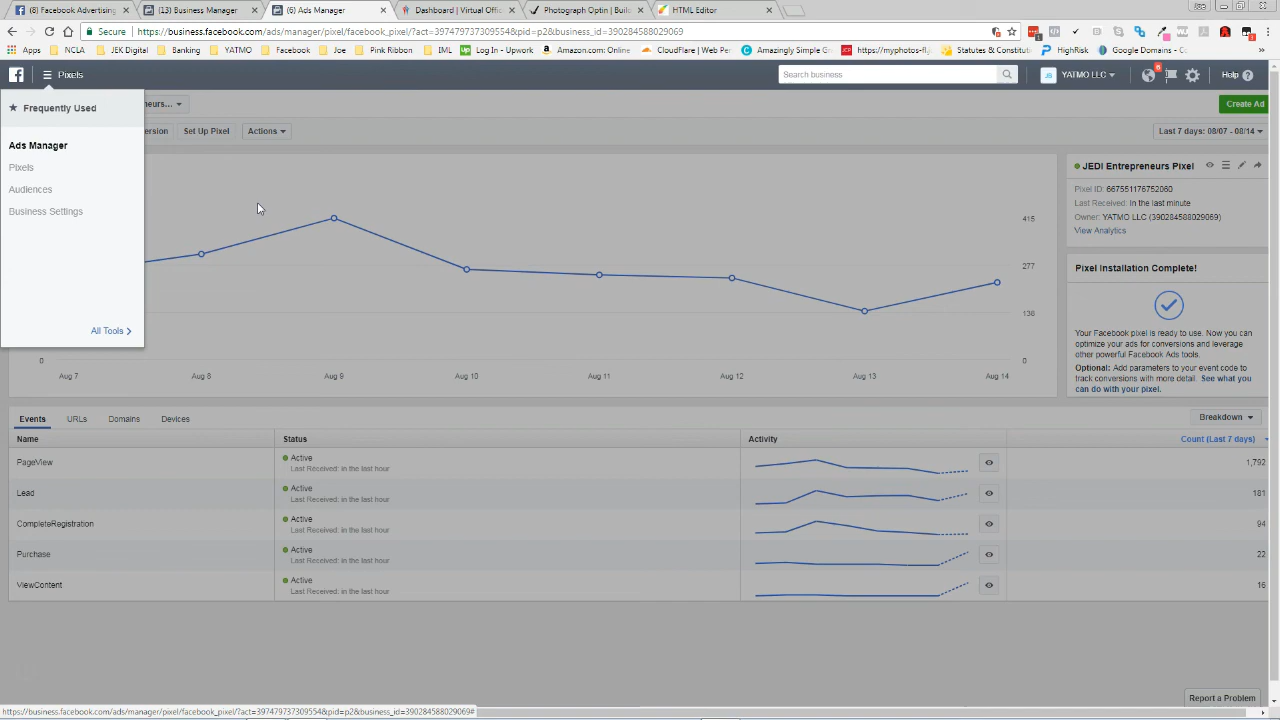 (8) Facebook Advertising
(13) Business Manager
(6) Ads Manager
Dashboard | Virtual Offic
Photograph Optin | Build
HTML Editor
Secure
https://business.facebook.com/ads/manager/pixel/facebook_pixel/?act=397479737309554&pid=p2&business_id=390284588029069
Apps
NCLA
JEK Digital
Banking
YATMO
Facebook
Pink Ribbon
JVL
Log In - Upwork
Amazon.com: Online
CloudFlare | Web Per
Amazingly Simple Gra
https://myphotos-fl
Statutes & Constitut
HighRisk
Google Domains - Co
Pixels
Search business
YATMO LLC
6
Help
Frequently Used
Ads Manager
Pixels
Audiences
Business Settings
All Tools
neurs...
Create Ad
ersion
Set Up Pixel
Actions
Last 7 days: 08/07 - 08/14
415
277
138
0
0
Aug 7
Aug 8
Aug 9
Aug 10
Aug 11
Aug 12
Aug 13
Aug 14
JEDI Entrepreneurs Pixel
Pixel ID: 667551176752060
Last Received: In the last minute
Owner: YATMO LLC (390284588029069)
View Analytics
Pixel Installation Complete!
Your Facebook pixel is ready to use. Now you can
optimize your ads for conversions and leverage
other powerful Facebook Ads tools.
Optional: Add parameters to your event code to
track conversions with more detail. See what you
can do with your pixel.
Events
URLs
Domains
Devices
Breakdown
Name
Status
Activity
Count (Last 7 days)
PageView
Active
Last Received: in the last hour
1,792
Lead
Active
Last Received: in the last hour
181
CompleteRegistration
Active
Last Received: in the last hour
94
Purchase
Active
Last Received: in the last hour
22
ViewContent
Active
Last Received: in the last hour
16
Report a Problem
https://business.facebook.com/ads/manager/pixel/facebook_pixel/?act=397479737309554&pid=p2&business_id=390284588029069#